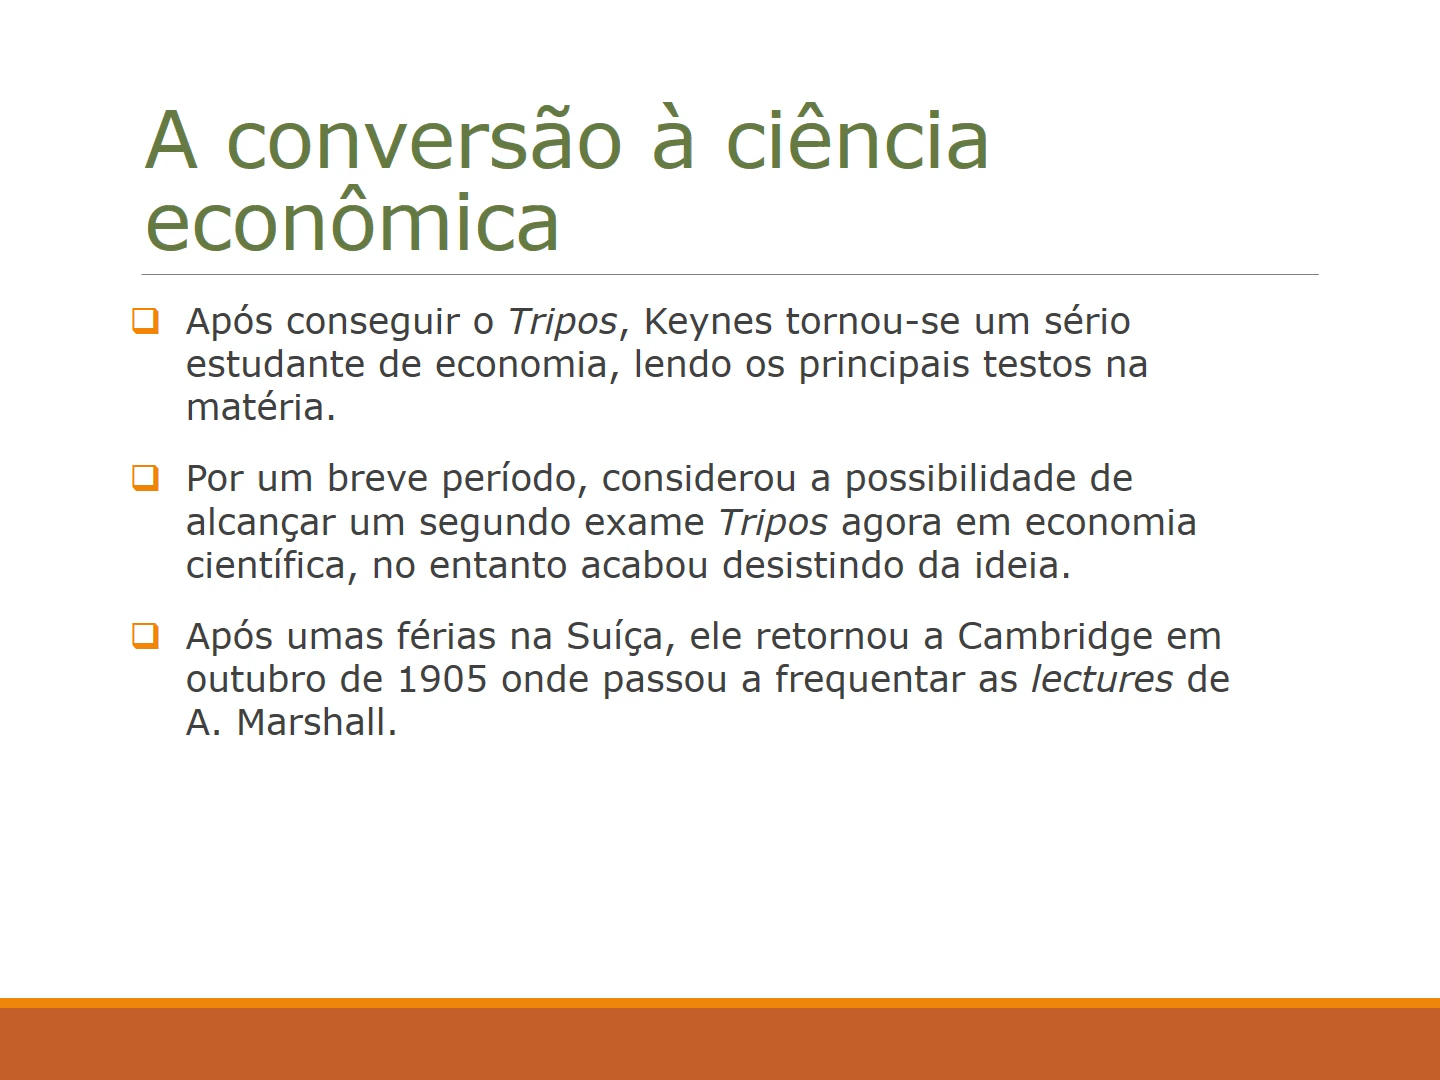 A conversão à ciência
econômica
Após conseguir o Tripos, Keynes tornou-se um sério
estudante de economia, lendo os principais testos na
matéria.
Por um breve período, considerou a possibilidade de
alcançar um segundo exame Tripos agora em economia
científica, no entanto acabou desistindo da ideia.
Após umas férias na Suíça, ele retornou a Cambridge em
outubro de 1905 onde passou a frequentar as lectures de
A. Marshall.